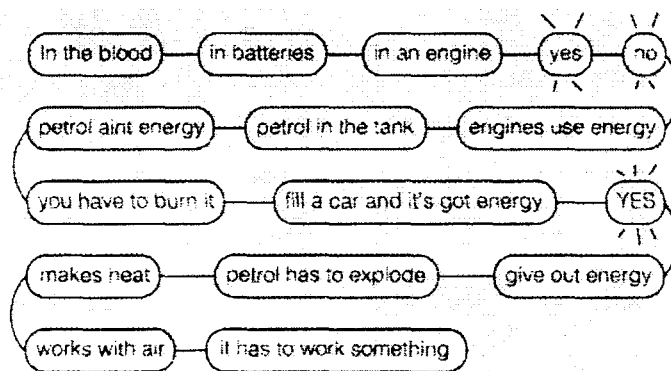 In the blood in batteries in an engine yes no
petrol aint energy petrol in the tank engines use energy
you have to burn it fill a car and it's got energy YES
makes heat petrol has to explode give out energy
works with air it has to work something